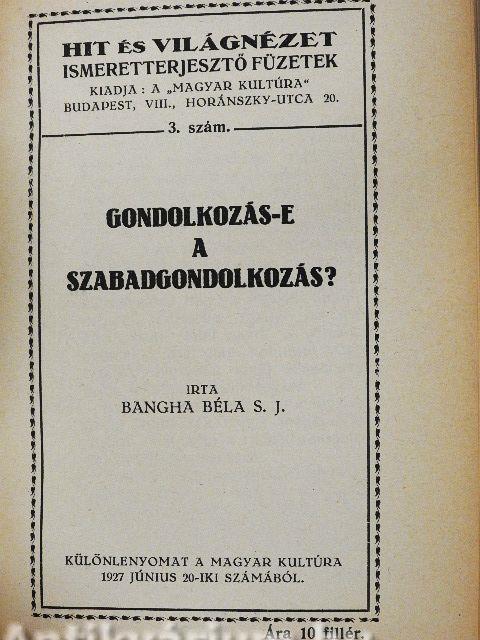 HIT ÉS VILÁGNÉZET
ISMERETTERJESZTŐ FÜZETEK
KIADJA: A „MAGYAR KULTÚRA“
BUDAPEST, VIII., HORÁNSZKY-UTCA 20.
3. szám.
GONDOLKOZÁS-E
A
SZABADGONDOLKOZÁS?
IRTA
BANGHA BÉLA S. J.
KÜLÖNLENYOMAT A MAGYAR KULTÚRA
1927 JÚNIUS 20-IKI SZÁMÁBÓL.
Ára 10 fillér.